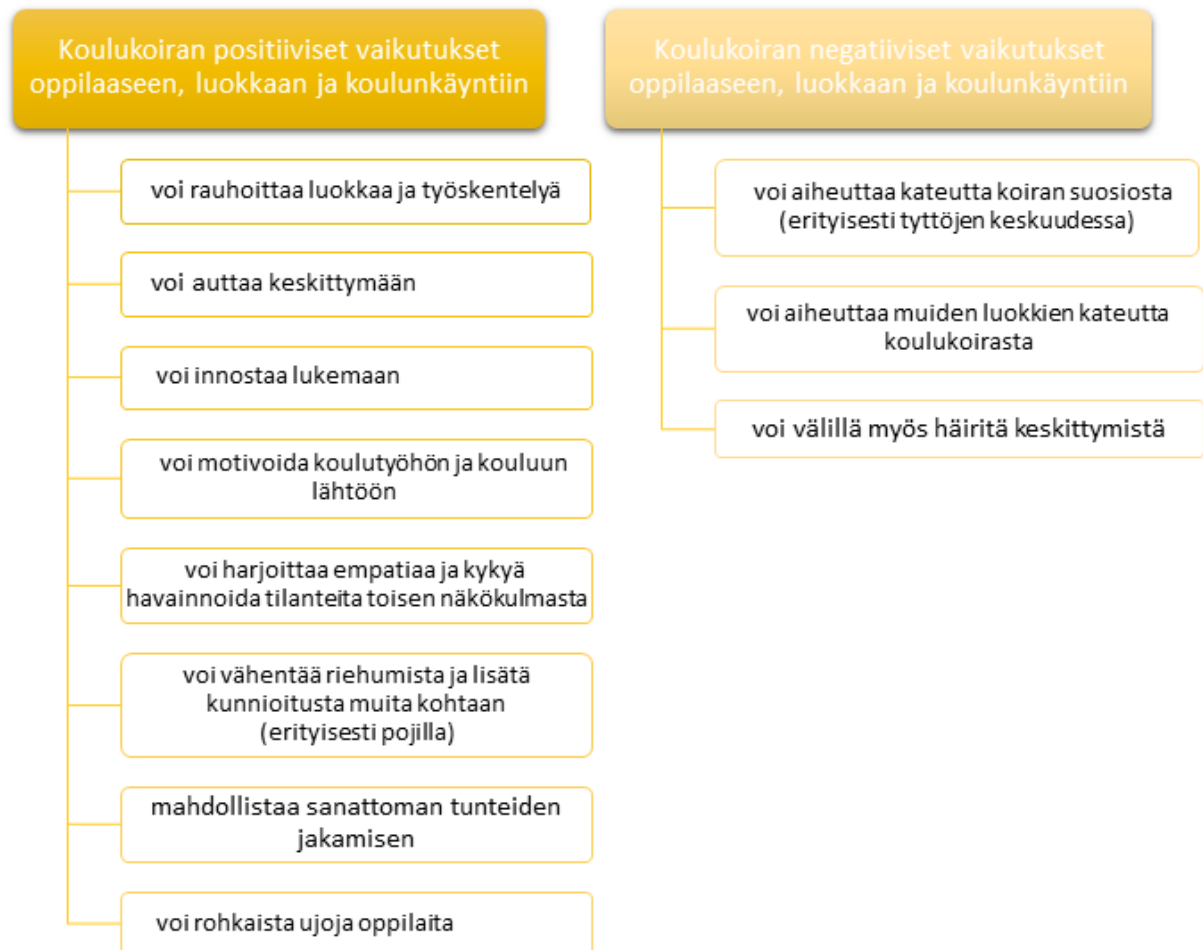 Koulukoiran positiiviset vaikutukset
oppilaaseen, luokkaan ja koulunkäyntiin
voi rauhoittaa luokkaa ja työskentelyä
voi auttaa keskittymään
voi innostaa lukemaan
voi motivoida koulutyöhön ja kouluun
lähtöön
voi harjoittaa empatiaa ja kykyä
havainnoida tilanteita toisen näkökulmasta
voi vähentää riehumista ja lisätä
kunnioitusta muita kohtaan
(erityisesti pojilla)
mahdollistaa sanattoman tunteiden
jakamisen
voi rohkaista ujoja oppilaita
Koulukoiran negatiiviset vaikutukset
oppilaaseen, luokkaan ja koulunkäyntiin
voi aiheuttaa kateutta koiran suosiosta
(erityisesti tyttöjen keskuudessa)
voi aiheuttaa muiden luokkien kateutta
koulukoirasta
voi välillä myös häiritä keskittymistä